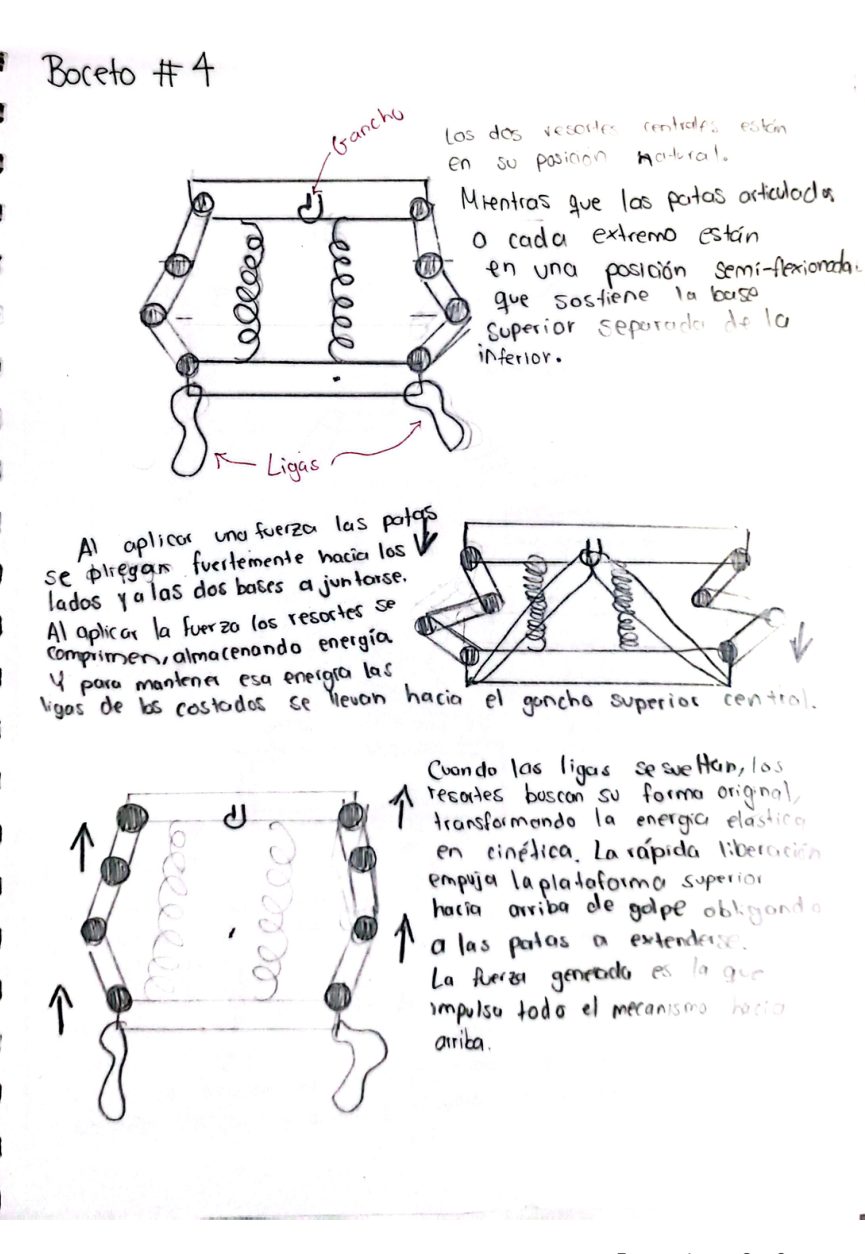 Boceto # 4
Gancho
Los dos resortes centrales están
en su posición natural.
Mientras que las patas articuladas
a cada extremo están
en una posición semi-flexionada.
que sostiene la base
superior separada de la
inferior.
Ligas
Al aplicar una fuerza las patas
se pliegan fuertemente hacia los
lados y a las dos bases a juntarse.
Al aplicar la fuerza los resortes se
comprimen, almacenando energía
Y para mantener esa energía las
ligas de los costados se llevan hacia el gancho superior central.
Cuando las ligas se sueltan, los
resortes buscan su forma original,
transformando la energía elástica
en cinética. La rápida liberación
empuja la plataforma superior
hacia arriba de golpe obligando
a las patas a extenderse.
La fuerza generada es la que
impulsa todo el mecanismo hacia
arriba.